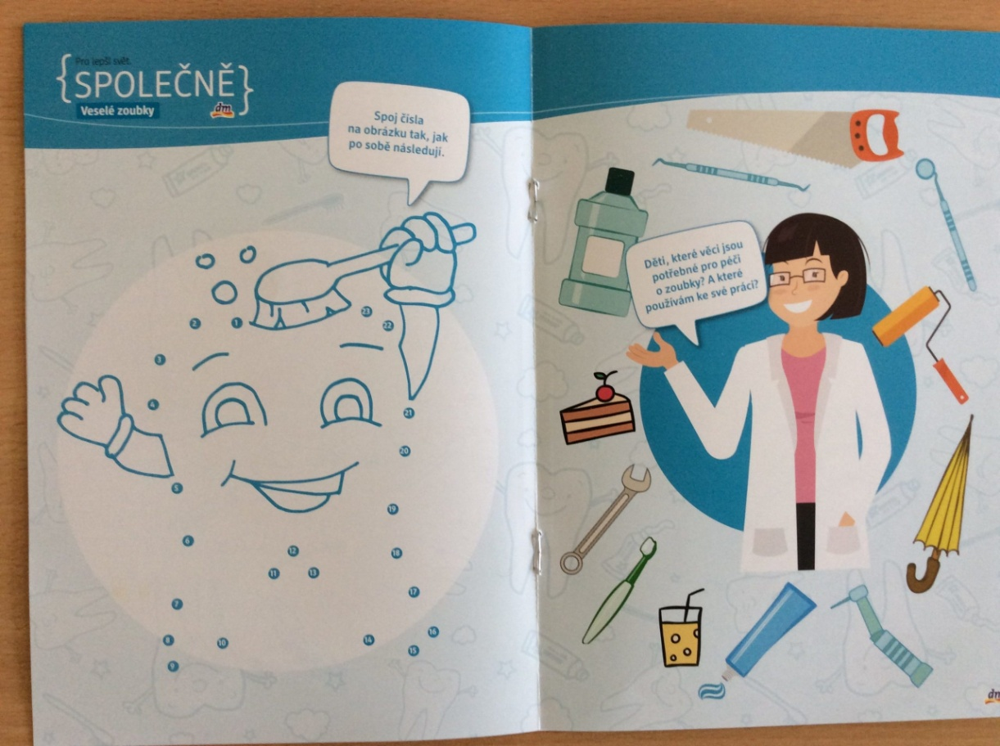 Pro lepší svět.
{SPOLEČNĚ}
Veselé zoubky
dm
Spoj čísla
na obrázku tak, jak
po sobě následují.
23
2
1
22
3
4
21
20
5
19
6
12
18
11
13
17
7
16
8
10
14
15
9
Děti, které věci jsou
potřebné pro péči
o zoubky? A které
používám ke své práci?
dm